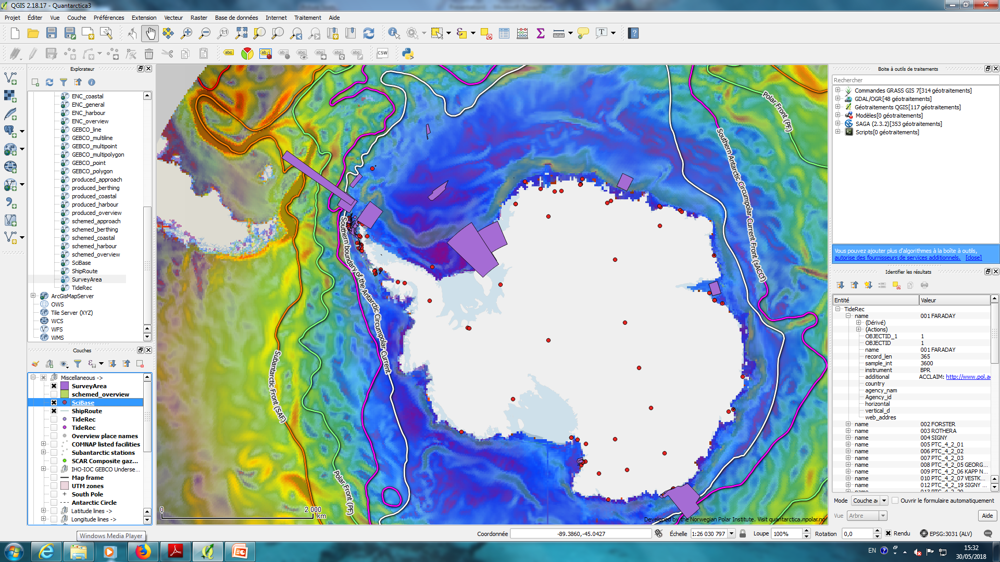 QGIS 2.18.17 - Quantarctica3
Projet Éditer Vue Couche Préférences Extension Vecteur Raster Base de données Internet Traitement Aide
Explorateur
ENC_coastal
ENC_general
ENC_harbour
ENC_overview
GEBCO_line
GEBCO_multiline
GEBCO_multipoint
GEBCO_multipolygon
GEBCO_point
GEBCO_polygon
produced_approach
produced_berthing
produced_coastal
produced_harbour
produced_overview
schemed_approach
schemed_berthing
schemed_coastal
schemed_harbour
schemed_overview
SciBase
ShipRoute
SurveyArea
TideRec
ArcGisMapServer
OWS
Tile Server (XYZ)
WCS
WFS
WMS
Couches
Miscellaneous ->
SurveyArea
schemed_overview
SciBase
ShipRoute
TideRec
TideRec
Overview place names
COMNAP listed facilities
Subantarctic stations
SCAR Composite gaz...
IHO-IOC GEBCO Underse...
Map frame
UTM zones
South Pole
Antarctic Circle
Latitude lines ->
Longitude lines ->
Windows Media Player
Polar Front (PF)
Southern Antarctic Circumpolar Current Front (sACCf)
Southern boundary of the Antarctic Circumpolar Current
Subantarctic Front (SAF)
Polar Front (PF)
0 2 000 km
Developed by the Norwegian Polar Institute. Visit quantarctica.npolar.no
Boite à outils de traitements
Rechercher
Commandes GRASS GIS 7[314 géotraitements]
GDAL/OGR[48 géotraitements]
Géotraitements QGIS[117 géotraitements]
Modèles[0 géotraitements]
SAGA (2.3.2)[353 géotraitements]
Scripts[0 géotraitements]
Vous pouvez ajouter plus d'algorithmes à la boîte à outils,
autorise des fournisseurs de services additionnels. [close]
Identifier les résultats
Entité Valeur
TideRec
name 001 FARADAY
(Dérivé)
(Actions)
OBJECTID_1 1
OBJECTID 1
name 001 FARADAY
record_len 365
sample_int 3600
instrument BPR
additional ACCLAIM: http://www.pol.a
country
agency_nam
Agency_id
horizontal
vertical_d
web_addres
name 002 FORSTER
name 003 ROTHERA
name 004 SIGNY
name 005 PTC_4_2_01
name 006 PTC_4_2_02
name 007 PTC_4_2_03
name 008 PTC_4_2_05 GEORG...
name 009 PTC_4_2_06 KAPP N...
name 010 PTC_4_2_07 VESTK...
name 012 PTC_4_2_19 SIGNY ...
Mode Couche a Ouvrir le formulaire automatiquement
Vue Arbre Aide
Coordonnée -89.3860,-45.0427 Échelle 1:26 030 797 Loupe 100% Rotation 0,0 Rendu EPSG:3031 (ALV)
EN 15:32
30/05/2018